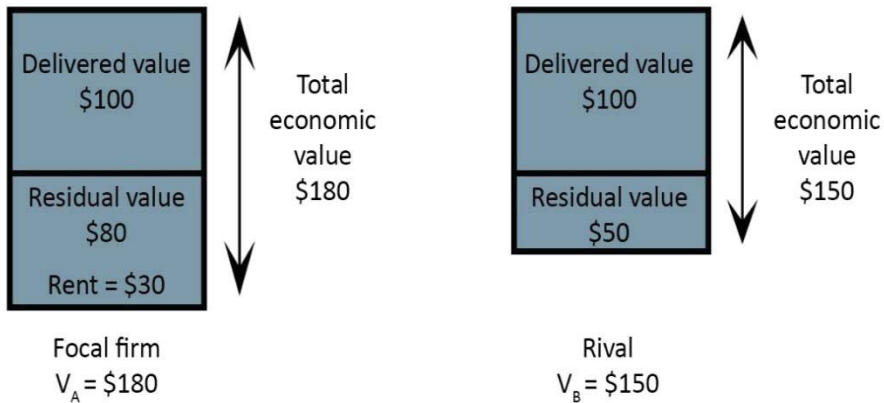 Delivered value
$100
Total
economic
value
$180
Residual value
$80
Rent = $30
Focal firm
V_A = $180
Delivered value
$100
Total
economic
value
$150
Residual value
$50
Rival
V_B = $150